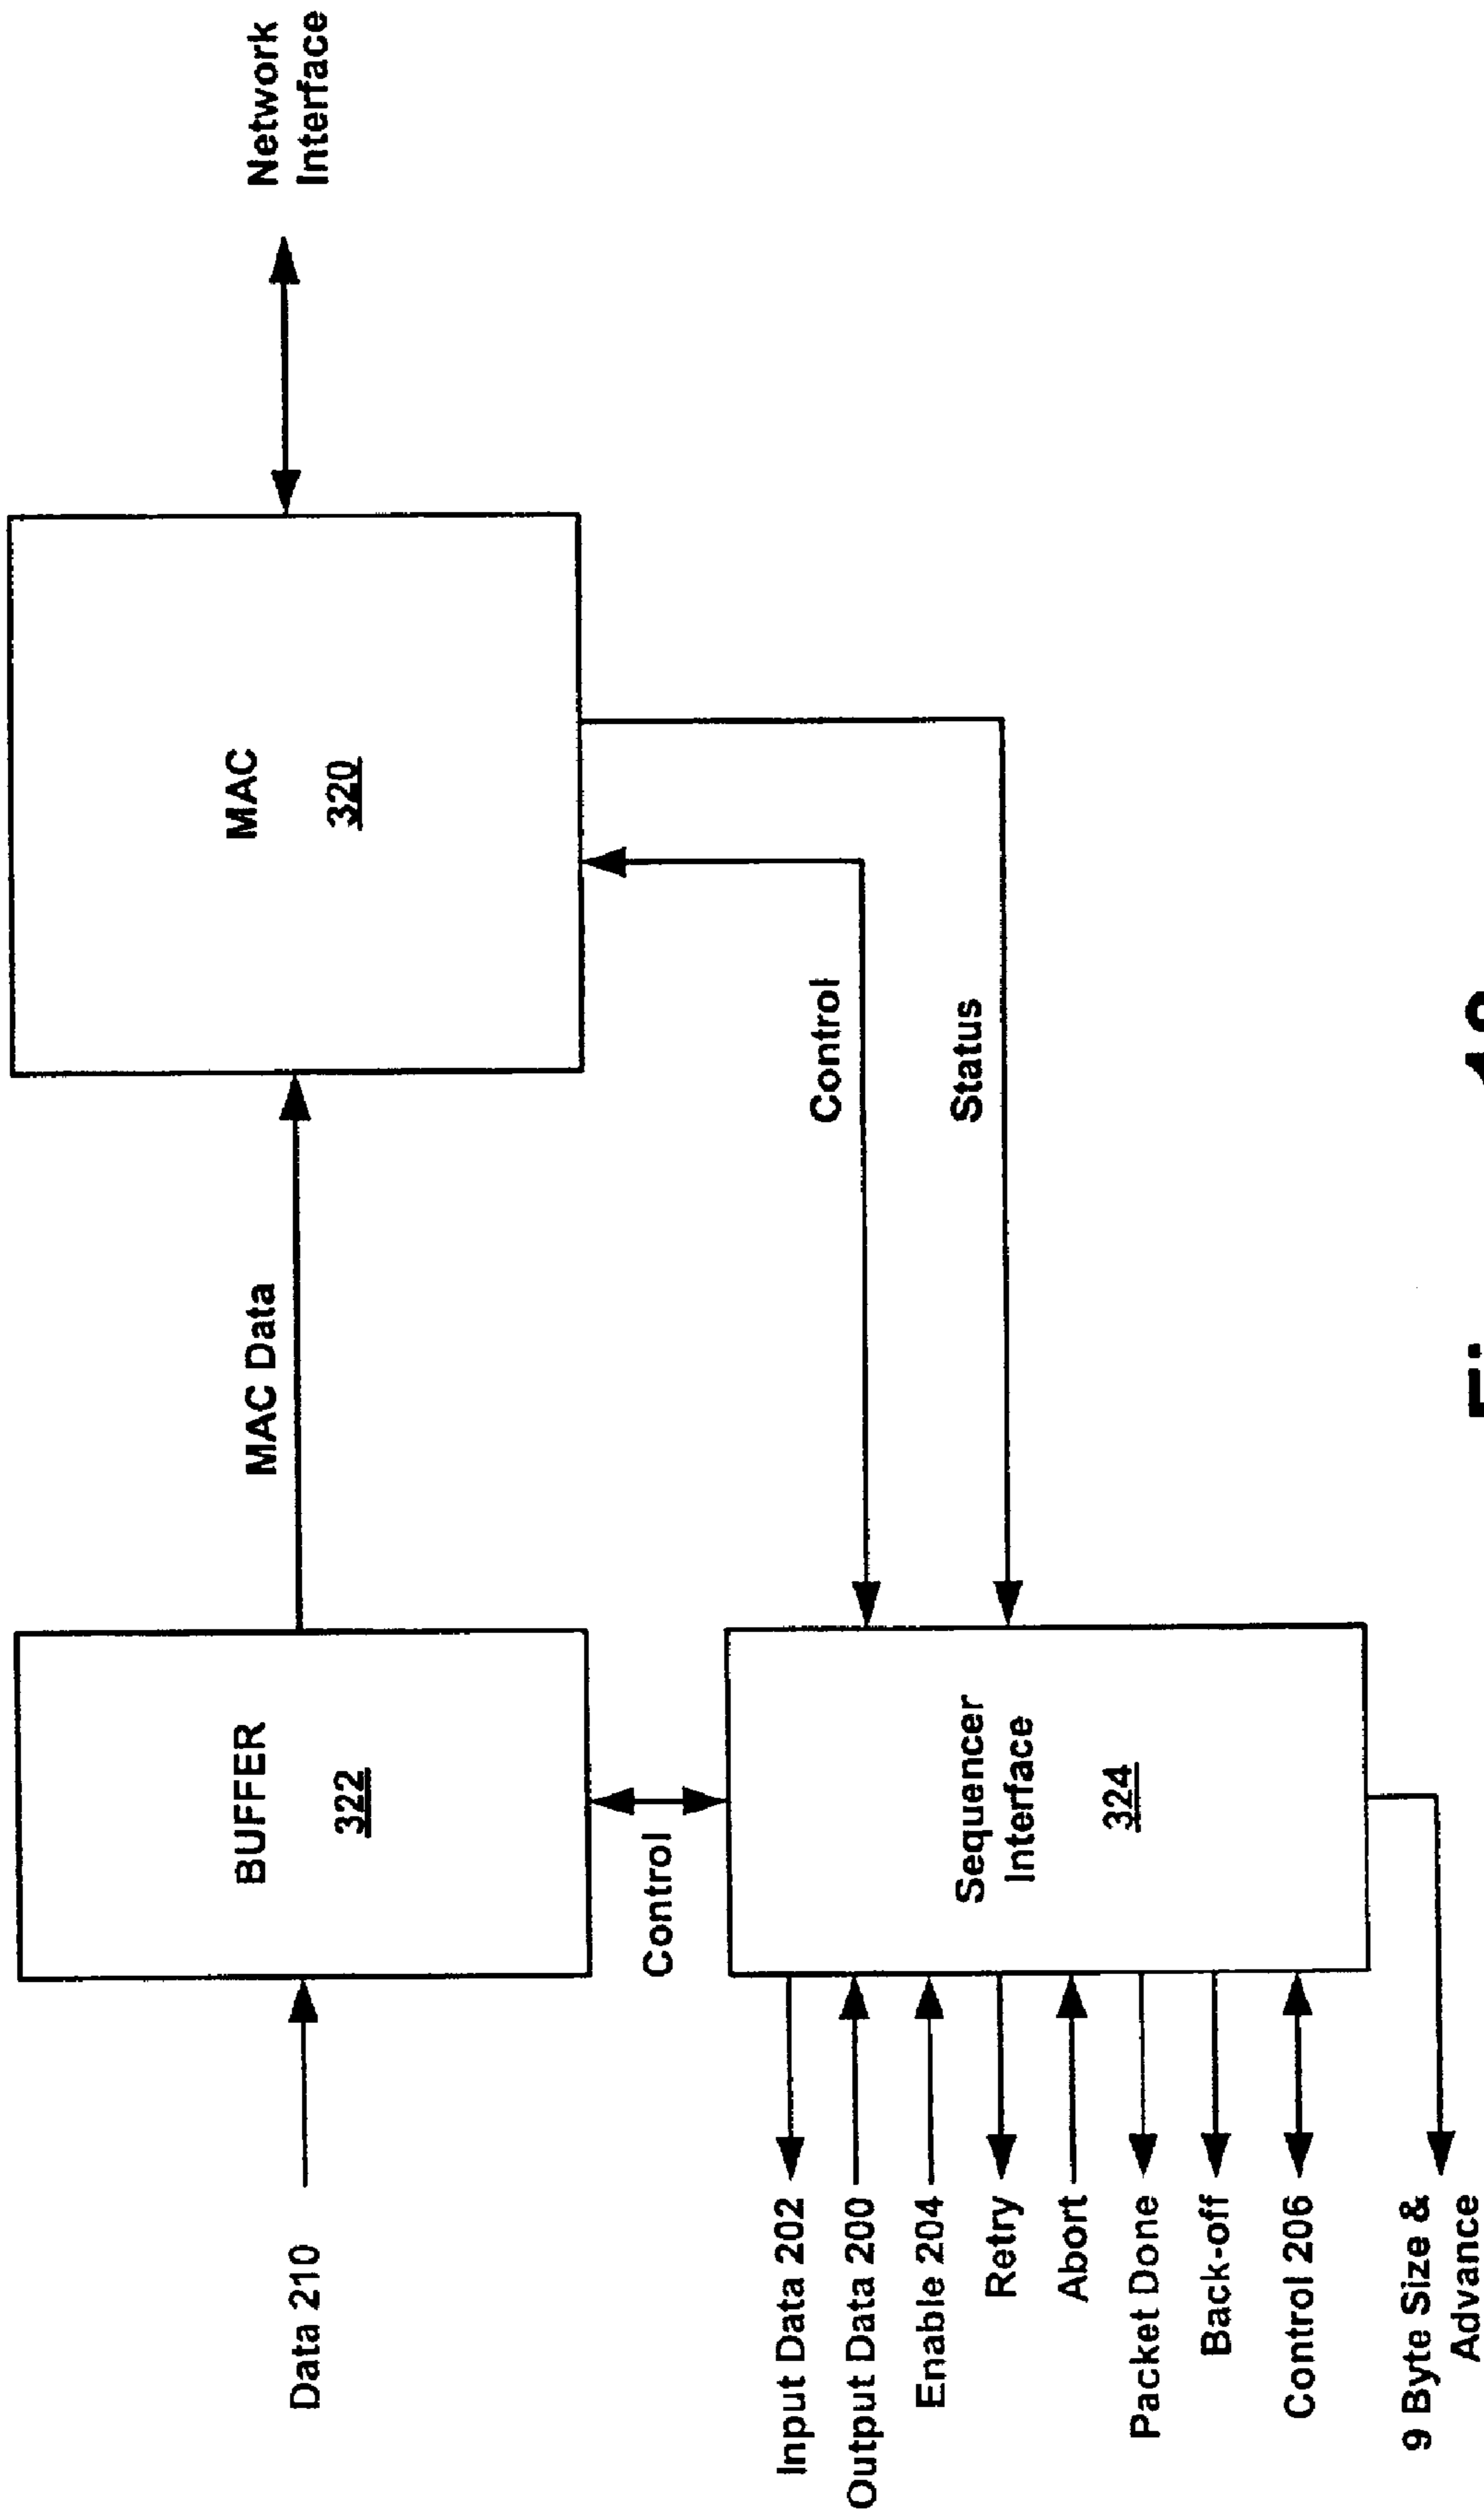 Network
Interface
MAC
320
MAC Data
Control
Status
BUFFER
322
Control
Sequencer
Interface
324
Data 210
Input Data 202
Output Data 200
Enable 204
Retry
Abort
Packet Done
Back-off
Control 206
9 Byte Size &
Advance